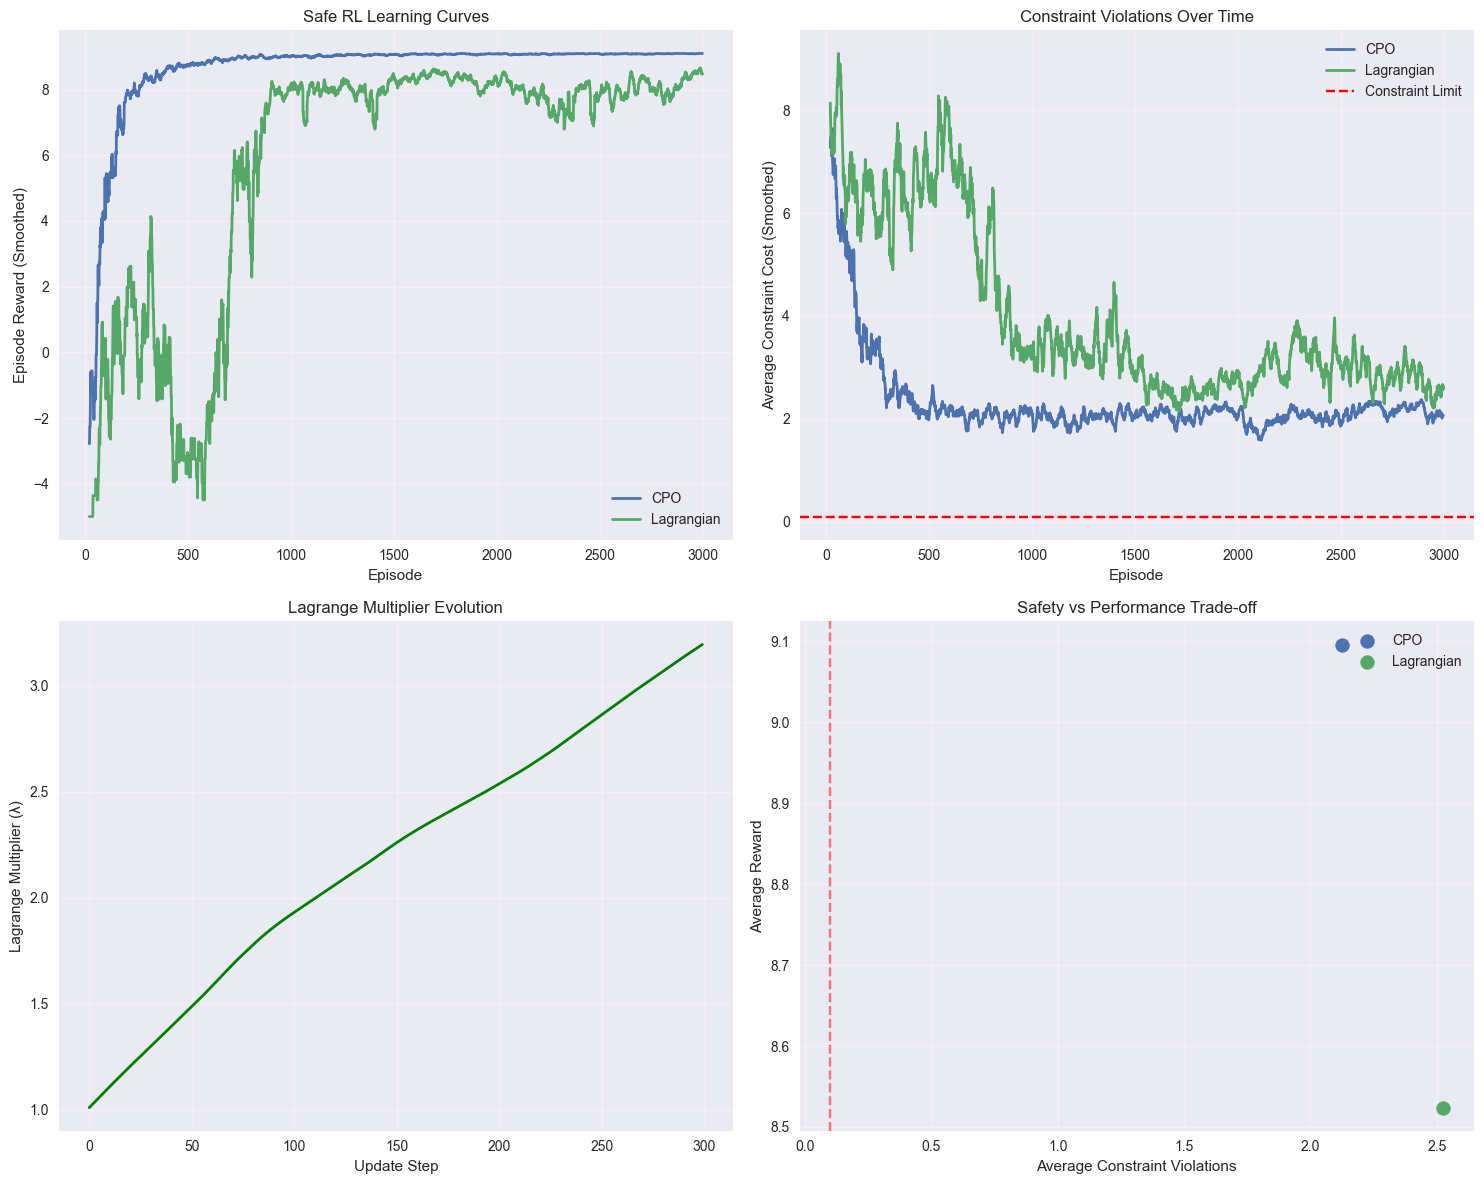 Safe RL Learning Curves
Episode Reward (Smoothed)
8
6
4
2
0
−2
−4
0 500 1000 1500 2000 2500 3000
Episode
CPO
Lagrangian
Constraint Violations Over Time
Average Constraint Cost (Smoothed)
8
6
4
2
0
0 500 1000 1500 2000 2500 3000
Episode
CPO
Lagrangian
Constraint Limit
Lagrange Multiplier Evolution
Lagrange Multiplier (λ)
3.0
2.5
2.0
1.5
1.0
0 50 100 150 200 250 300
Update Step
Safety vs Performance Trade-off
Average Reward
9.1
9.0
8.9
8.8
8.7
8.6
8.5
0.0 0.5 1.0 1.5 2.0 2.5
Average Constraint Violations
CPO
Lagrangian